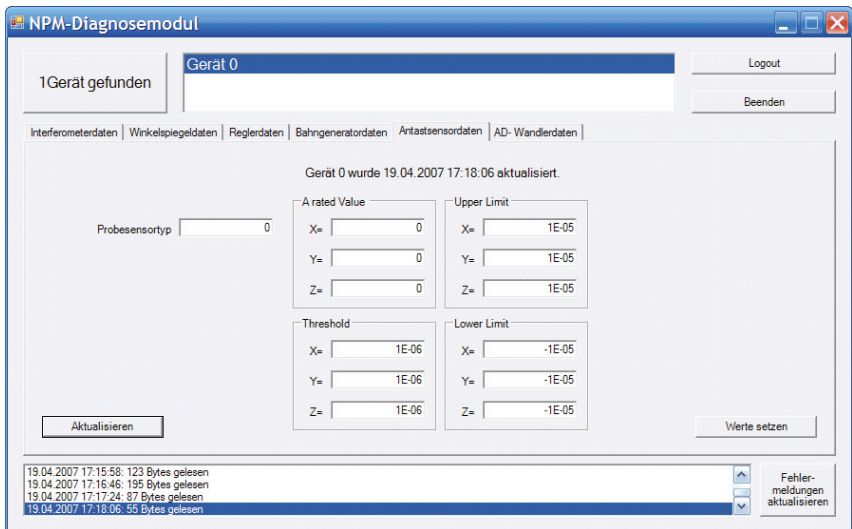 NPM-Diagnosemodul
1Gerät gefunden
Gerät 0
Logout
Beenden
Interferometerdaten Winkelspiegeldaten Reglerdaten Bahngeneratordaten Antastsensordaten AD- Wandlerdaten
Gerät 0 wurde 19.04.2007 17:18:06 aktualisiert.
Probesensortyp 0
A rated Value
X= 0
Y= 0
Z= 0
Upper Limit
X= 1E-05
Y= 1E-05
Z= 1E-05
Threshold
X= 1E-06
Y= 1E-06
Z= 1E-06
Lower Limit
X= -1E-05
Y= -1E-05
Z= -1E-05
Aktualisieren
Werte setzen
19.04.2007 17:15:58: 123 Bytes gelesen
19.04.2007 17:16:46: 195 Bytes gelesen
19.04.2007 17:17:24: 87 Bytes gelesen
19.04.2007 17:18:06: 55 Bytes gelesen
Fehler-
meldungen
aktualisieren